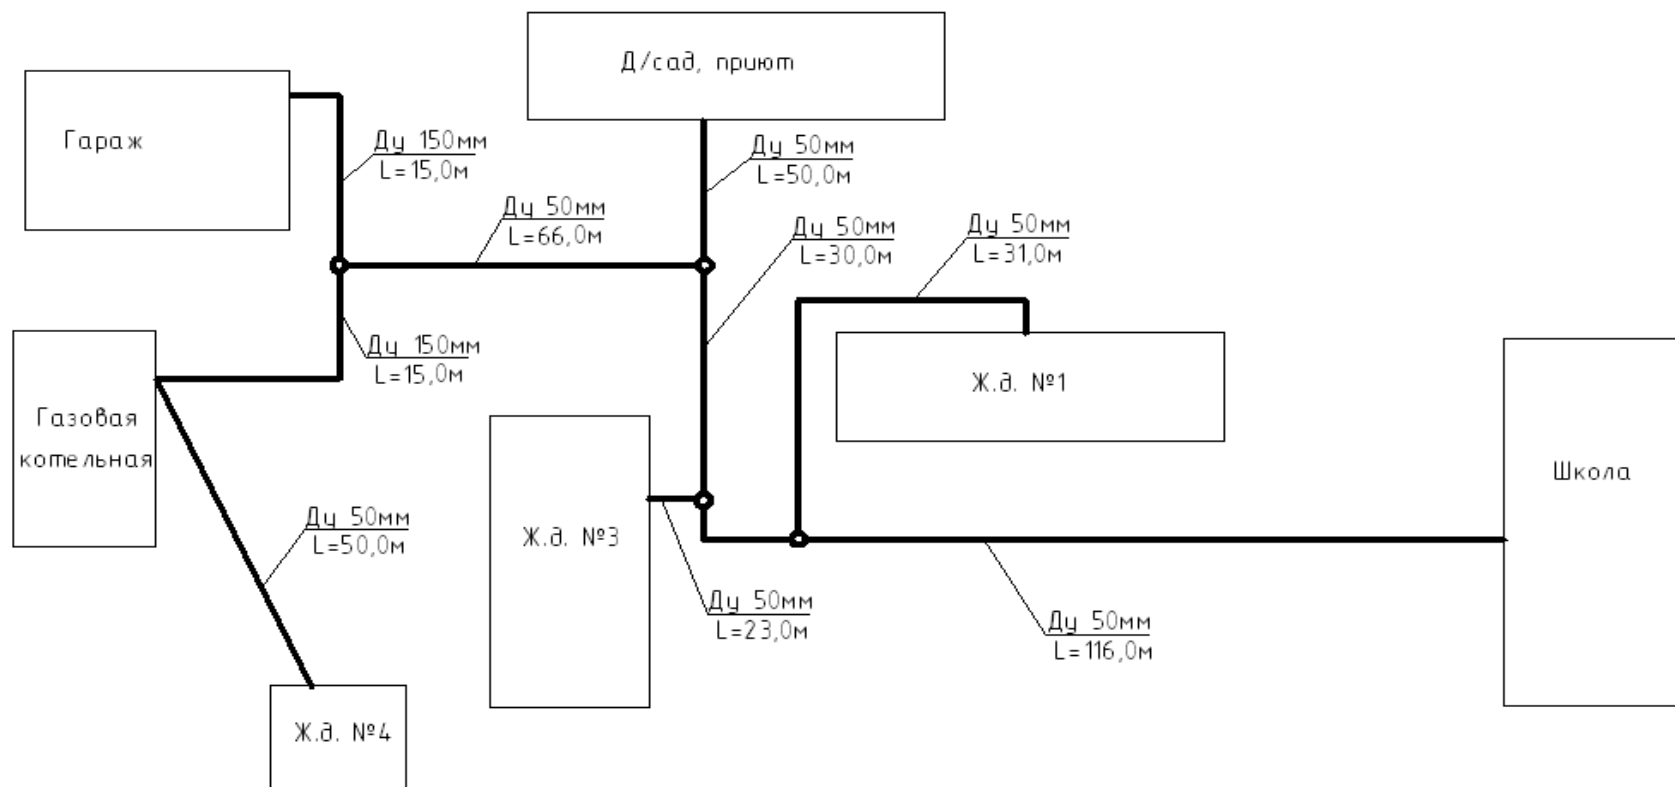 Д/сад, приют
Гараж
Ду 150мм
L=15,0м
Ду 50мм
L=50,0м
Ду 50мм
L=66,0м
Ду 50мм
L=30,0м
Ду 50мм
L=31,0м
Ду 150мм
L=15,0м
Ж.д. №1
Газовая
котельная
Школа
Ду 50мм
L=50,0м
Ж.д. №3
Ду 50мм
L=23,0м
Ду 50мм
L=116,0м
Ж.д. №4